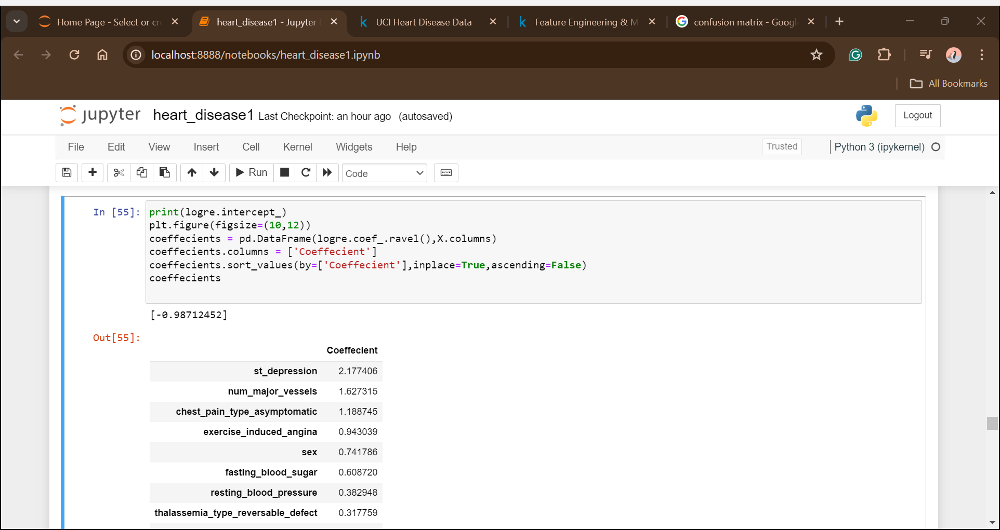 Home Page - Select or cr
heart_disease1 - Jupyter
UCI Heart Disease Data
Feature Engineering & M
confusion matrix - Googl
localhost:8888/notebooks/heart_disease1.ipynb
All Bookmarks
jupyter heart_disease1 Last Checkpoint: an hour ago (autosaved)
Logout
File Edit View Insert Cell Kernel Widgets Help
Trusted
Python 3 (ipykernel)
Run
Code
In [55]: print(logre.intercept_)
plt.figure(figsize=(10,12))
coeffecients = pd.DataFrame(logre.coef_.ravel(),X.columns)
coeffecients.columns = ['Coeffecient']
coeffecients.sort_values(by=['Coeffecient'],inplace=True,ascending=False)
coeffecients
[-0.98712452]
Out[55]:
Coeffecient
st_depression 2.177406
num_major_vessels 1.627315
chest_pain_type_asymptomatic 1.188745
exercise_induced_angina 0.943039
sex 0.741786
fasting_blood_sugar 0.608720
resting_blood_pressure 0.382948
thalassemia_type_reversable_defect 0.317759